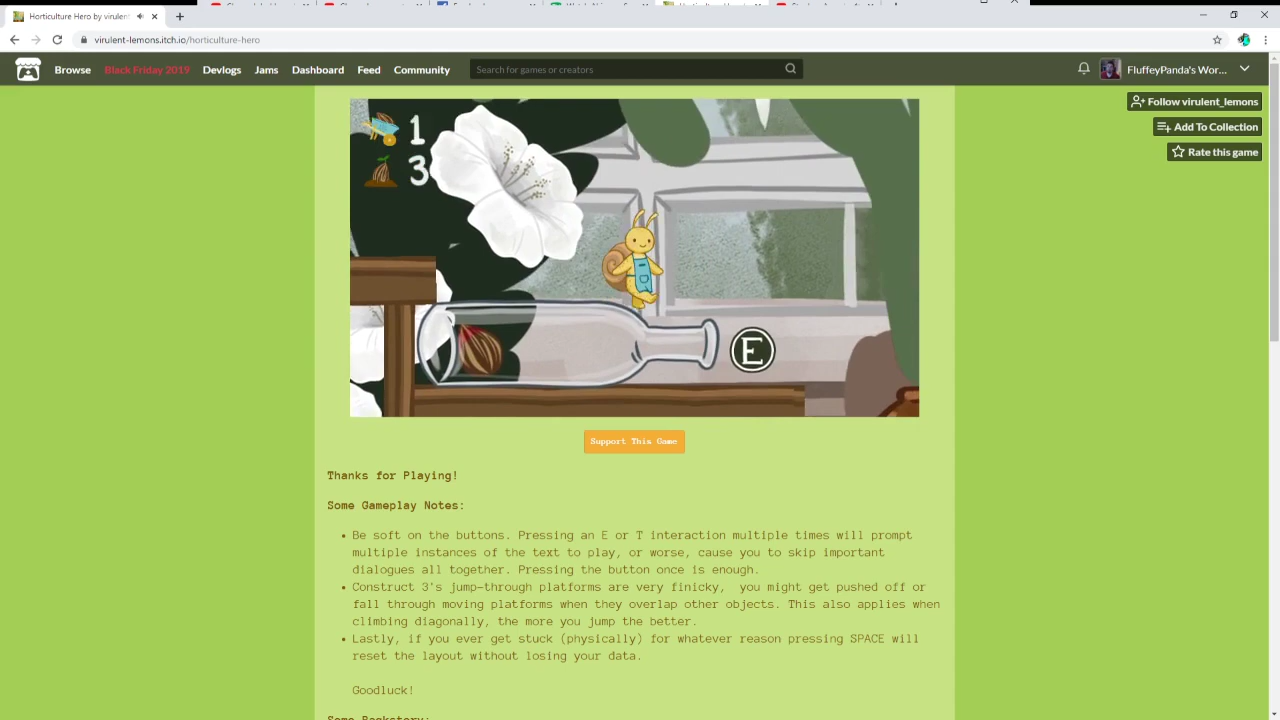 Horticulture Hero by virulent
virulent-lemons.itch.io/horticulture-hero
Browse
Black Friday 2019
Devlogs
Jams
Dashboard
Feed
Community
Search for games or creators
FluffeyPanda's Wor...
Follow virulent_lemons
Add To Collection
Rate this game
1
3
E
Support This Game
Thanks for Playing!
Some Gameplay Notes:
• Be soft on the buttons. Pressing an E or T interaction multiple times will prompt
multiple instances of the text to play, or worse, cause you to skip important
dialogues all together. Pressing the button once is enough.
• Construct 3's jump-through platforms are very finicky, you might get pushed off or
fall through moving platforms when they overlap other objects. This also applies when
climbing diagonally, the more you jump the better.
• Lastly, if you ever get stuck (physically) for whatever reason pressing SPACE will
reset the layout without losing your data.
Goodluck!
Some Backstory: